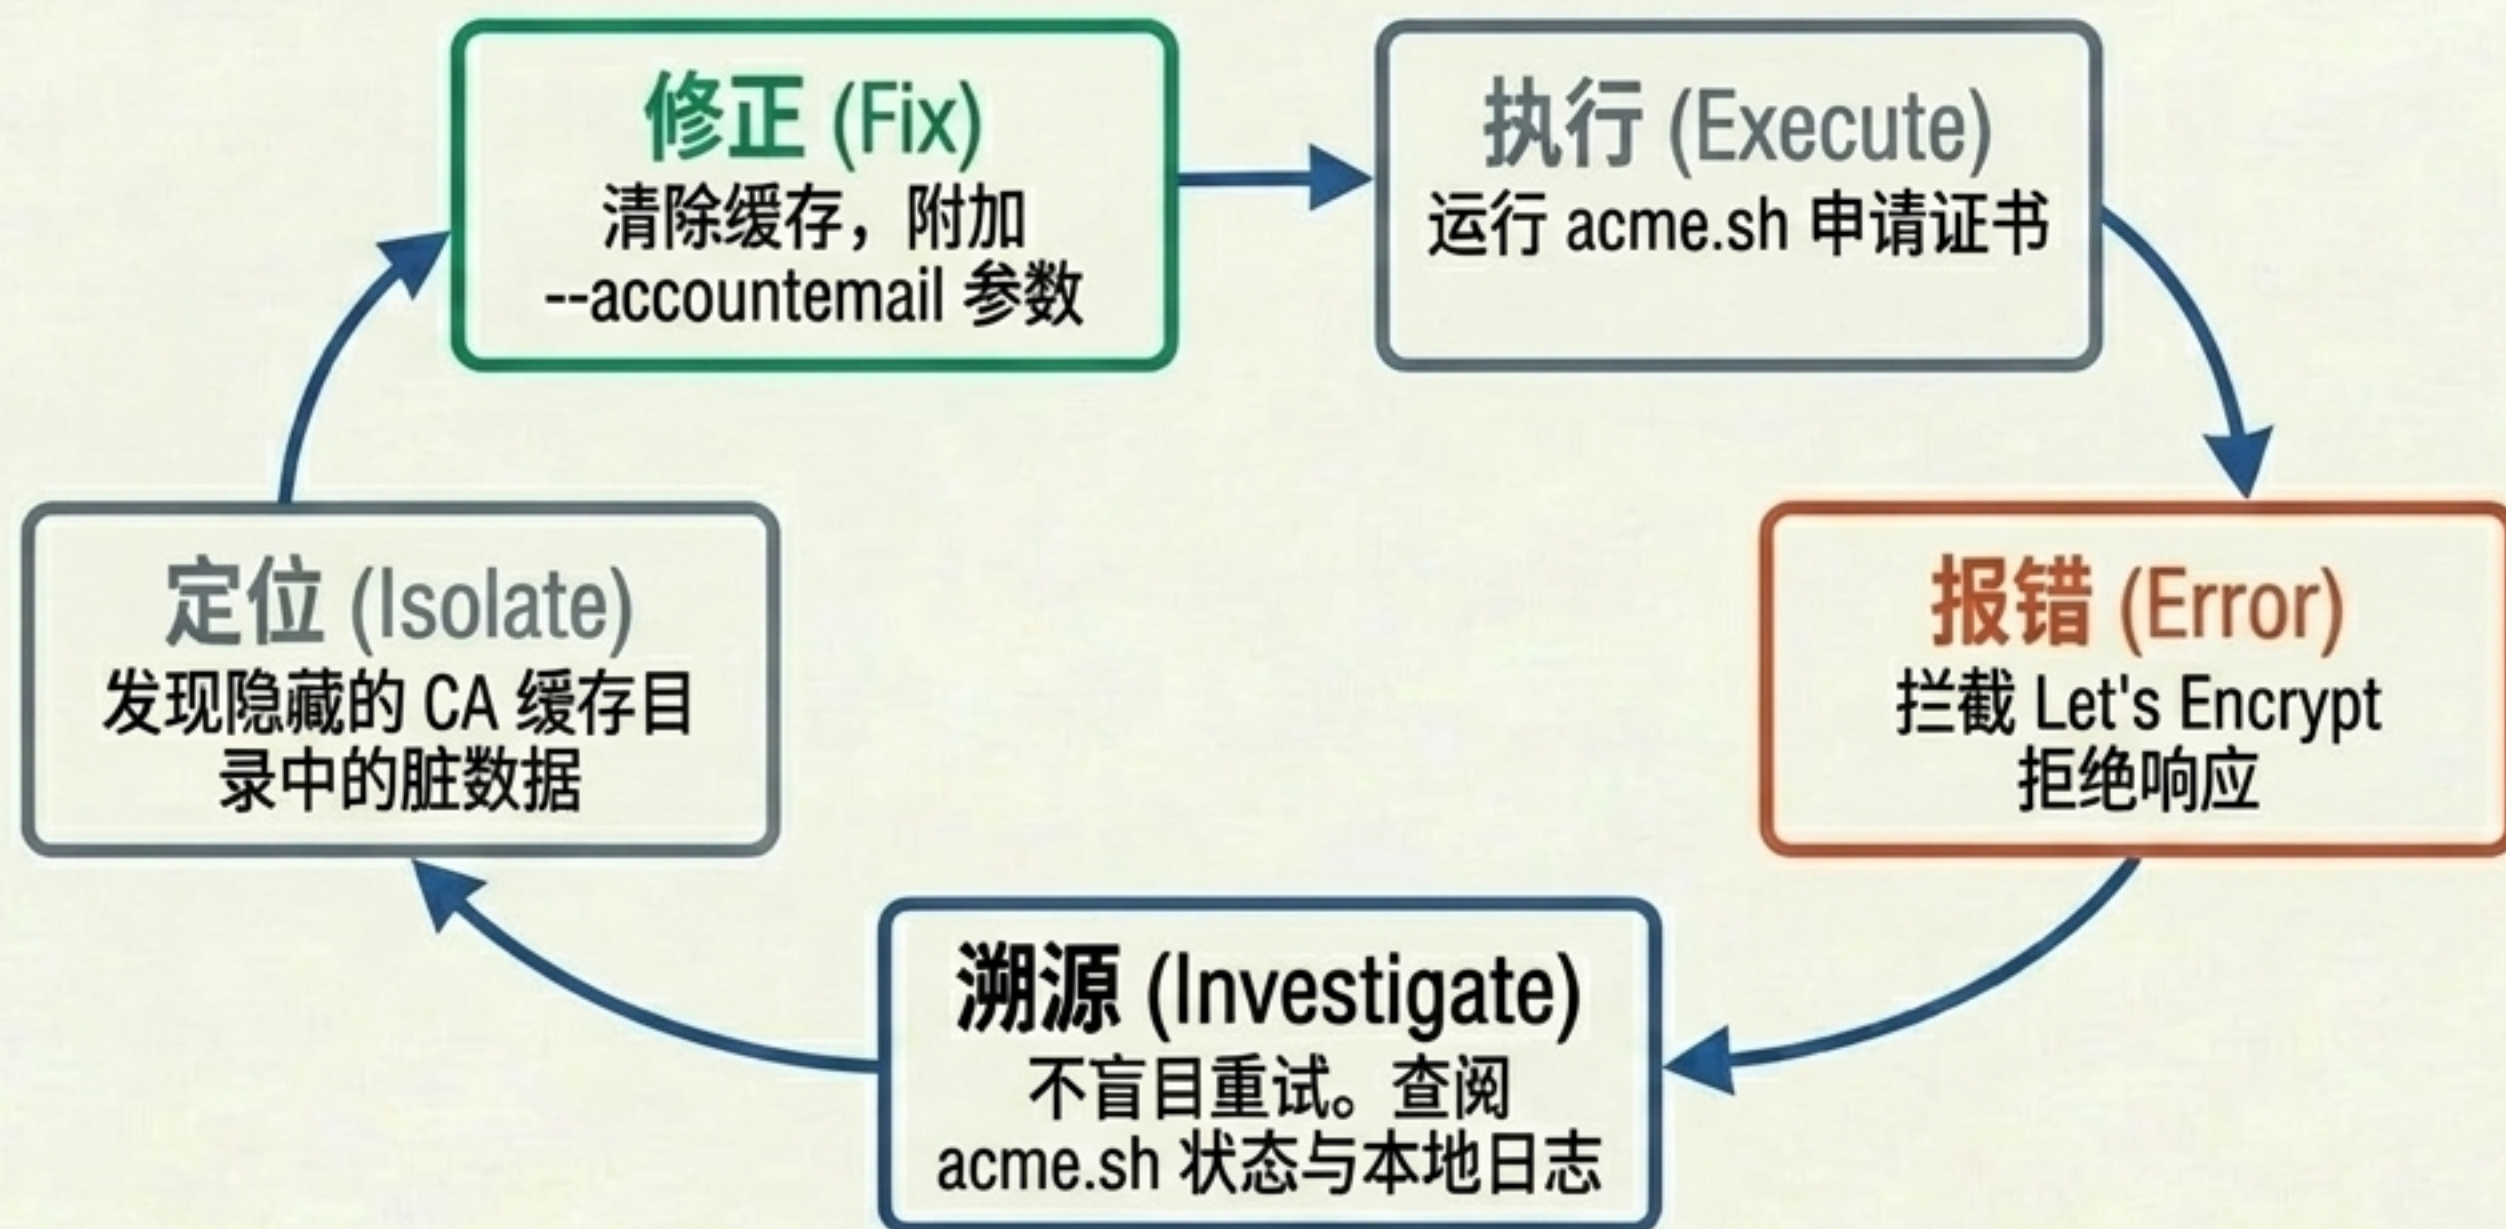 修正 (Fix)
清除缓存，附加
--accountemail 参数
执行 (Execute)
运行 acme.sh 申请证书
定位 (Isolate)
发现隐藏的 CA 缓存目
录中的脏数据
报错 (Error)
拦截 Let's Encrypt
拒绝响应
溯源 (Investigate)
不盲目重试。查阅
acme.sh 状态与本地日志